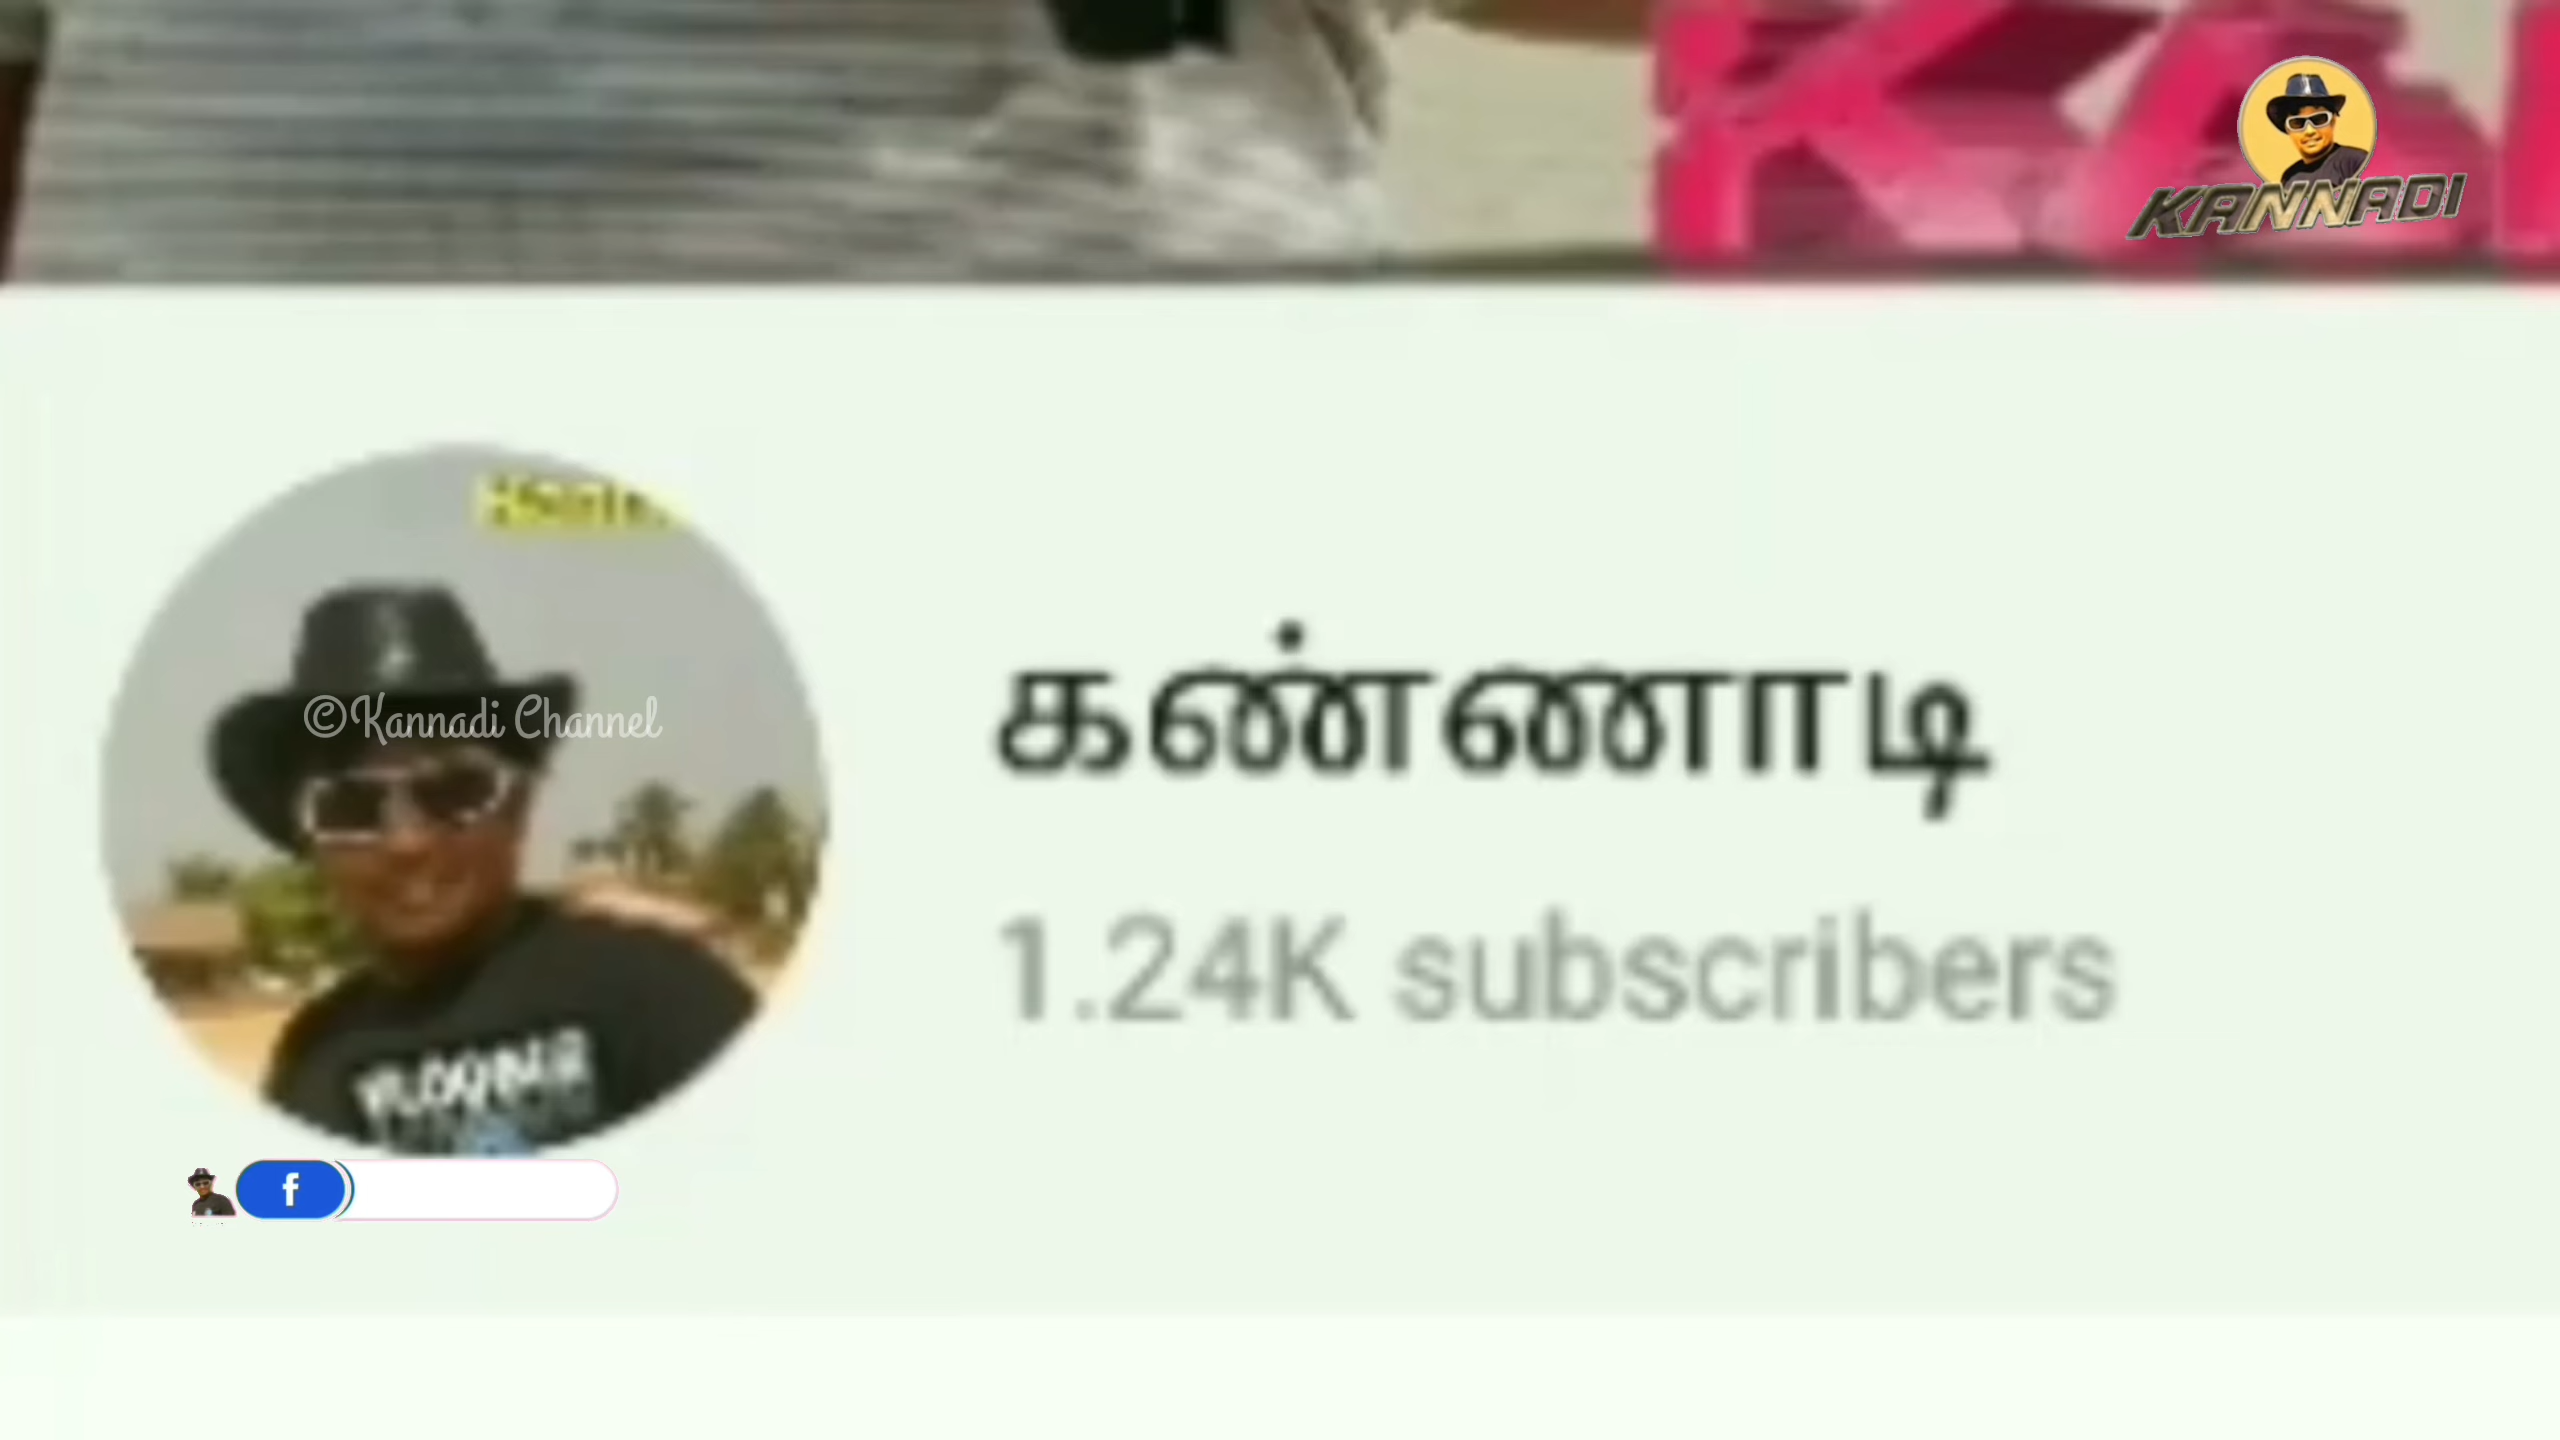 KANNADI
©Kannadi Channel
கண்ணாடி
1.24K subscribers
f